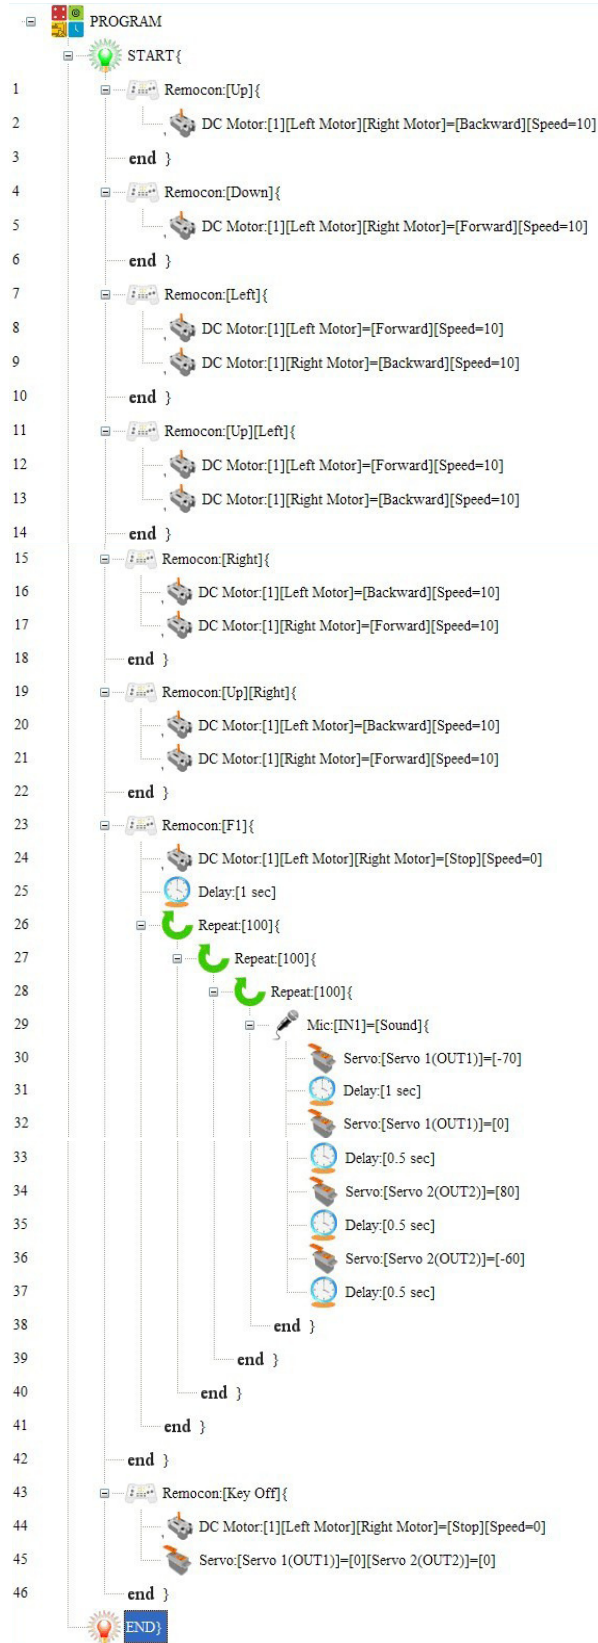 PROGRAM
START{
1 Remocon:[Up]{
2 DC Motor:[1][Left Motor][Right Motor]=[Backward][Speed=10]
3 end }
4 Remocon:[Down]{
5 DC Motor:[1][Left Motor][Right Motor]=[Forward][Speed=10]
6 end }
7 Remocon:[Left]{
8 DC Motor:[1][Left Motor]=[Forward][Speed=10]
9 DC Motor:[1][Right Motor]=[Backward][Speed=10]
10 end }
11 Remocon:[Up][Left]{
12 DC Motor:[1][Left Motor]=[Forward][Speed=10]
13 DC Motor:[1][Right Motor]=[Backward][Speed=10]
14 end }
15 Remocon:[Right]{
16 DC Motor:[1][Left Motor]=[Backward][Speed=10]
17 DC Motor:[1][Right Motor]=[Forward][Speed=10]
18 end }
19 Remocon:[Up][Right]{
20 DC Motor:[1][Left Motor]=[Backward][Speed=10]
21 DC Motor:[1][Right Motor]=[Forward][Speed=10]
22 end }
23 Remocon:[F1]{
24 DC Motor:[1][Left Motor][Right Motor]=[Stop][Speed=0]
25 Delay:[1 sec]
26 Repeat:[100]{
27 Repeat:[100]{
28 Repeat:[100]{
29 Mic:[IN1]=[Sound]{
30 Servo:[Servo 1(OUT1)]=[-70]
31 Delay:[1 sec]
32 Servo:[Servo 1(OUT1)]=[0]
33 Delay:[0.5 sec]
34 Servo:[Servo 2(OUT2)]=[80]
35 Delay:[0.5 sec]
36 Servo:[Servo 2(OUT2)]=[-60]
37 Delay:[0.5 sec]
38 end }
39 end }
40 end }
41 end }
42 end }
43 Remocon:[Key Off]{
44 DC Motor:[1][Left Motor][Right Motor]=[Stop][Speed=0]
45 Servo:[Servo 1(OUT1)]=[0][Servo 2(OUT2)]=[0]
46 end }
END}